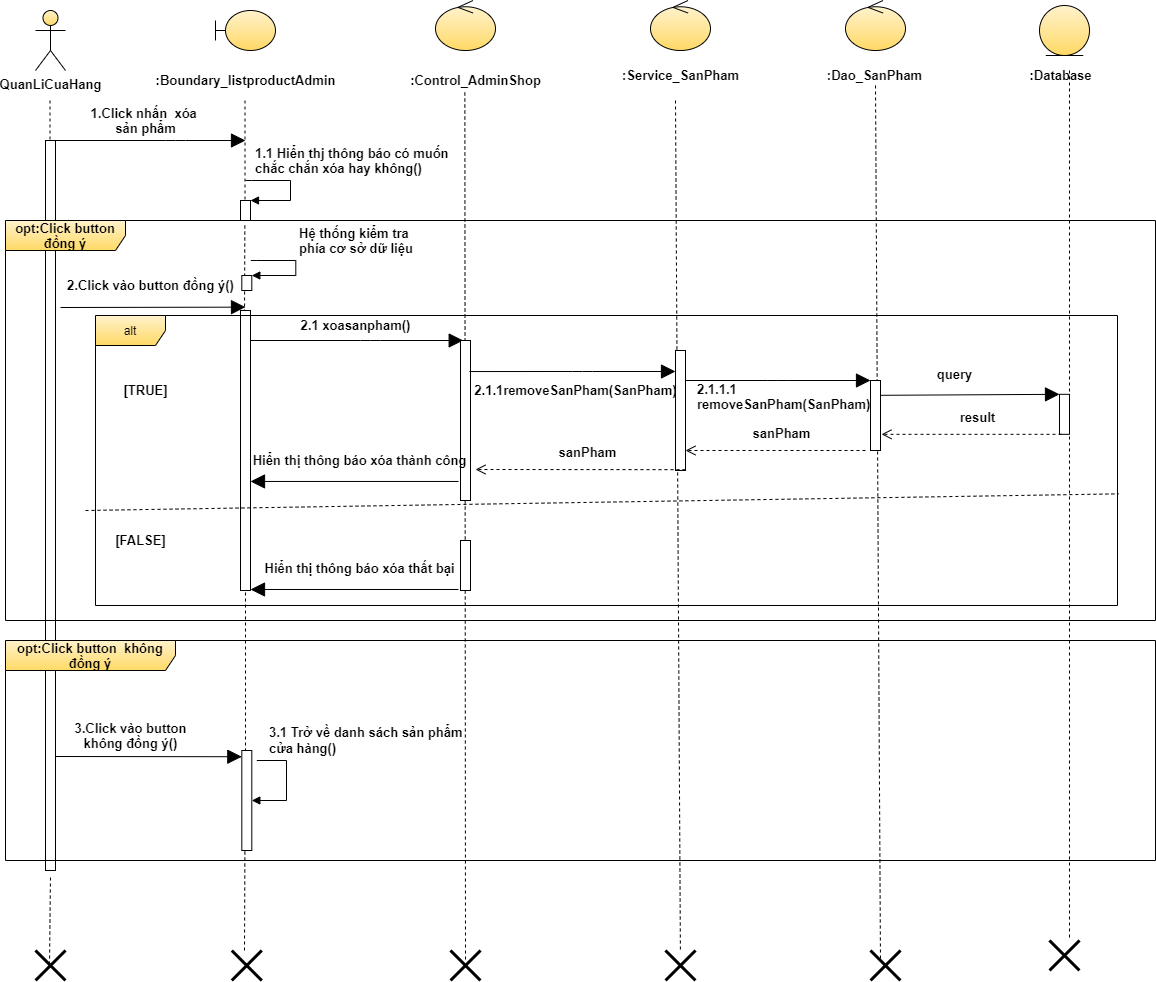 QuanLiCuaHang
:Boundary_listproductAdmin
:Control_AdminShop
:Service_SanPham
:Dao_SanPham
:Database
1.Click nhấn xóa
sản phẩm
1.1 Hiển thị thông báo có muốn
chắc chắn xóa hay không()
opt:Click button
đồng ý
Hệ thống kiểm tra
phía cơ sở dữ liệu
2.Click vào button đồng ý()
alt
2.1 xoasanpham()
[TRUE]
2.1.1removeSanPham(SanPham)
2.1.1.1
removeSanPham(SanPham)
query
result
sanPham
sanPham
Hiển thị thông báo xóa thành công
[FALSE]
Hiển thị thông báo xóa thất bại
opt:Click button không
đồng ý
3.Click vào button
không đồng ý()
3.1 Trở về danh sách sản phẩm
cửa hàng()